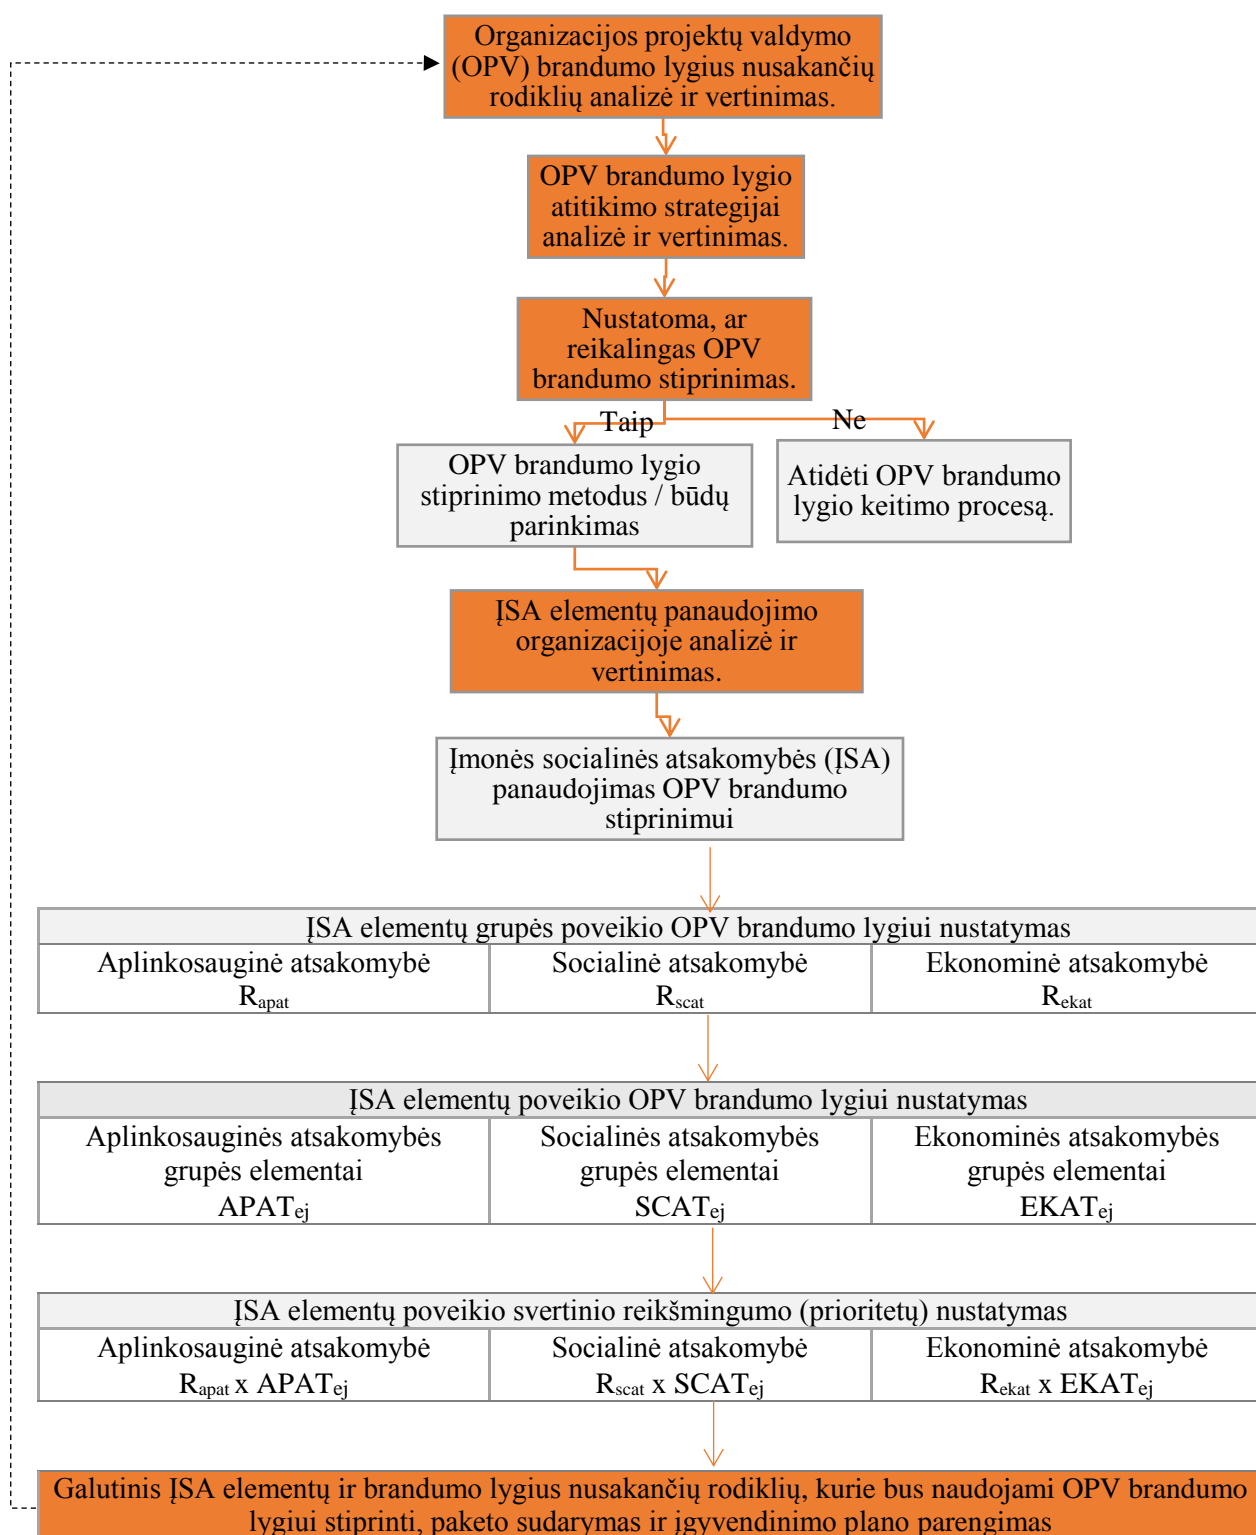 Organizacijos projektų valdymo
(OPV) brandumo lygius nusakančių
rodiklių analizė ir vertinimas.
OPV brandumo lygio
atitikimo strategijai
analizė ir vertinimas.
Nustatoma, ar
reikalingas OPV
brandumo stiprinimas.
Taip
Ne
OPV brandumo lygio
stiprinimo metodus / būdų
parinkimas
Atidėti OPV brandumo
lygio keitimo procesą.
ĮSA elementų panaudojimo
organizacijoje analizė ir
vertinimas.
Įmonės socialinės atsakomybės (ĮSA)
panaudojimas OPV brandumo
stiprinimui
ĮSA elementų grupės poveikio OPV brandumo lygiui nustatymas
Aplinkosauginė atsakomybė
Rapat
Socialinė atsakomybė
Rscat
Ekonominė atsakomybė
Rekat
ĮSA elementų poveikio OPV brandumo lygiui nustatymas
Aplinkosauginės atsakomybės
grupės elementai
APATej
Socialinės atsakomybės
grupės elementai
SCATej
Ekonominės atsakomybės
grupės elementai
EKATej
ĮSA elementų poveikio svertinio reikšmingumo (prioritetų) nustatymas
Aplinkosauginė atsakomybė
Rapat x APATej
Socialinė atsakomybė
Rscat x SCATej
Ekonominė atsakomybė
Rekat x EKATej
Galutinis ĮSA elementų ir brandumo lygius nusakančių rodiklių, kurie bus naudojami OPV brandumo
lygiui stiprinti, paketo sudarymas ir įgyvendinimo plano parengimas